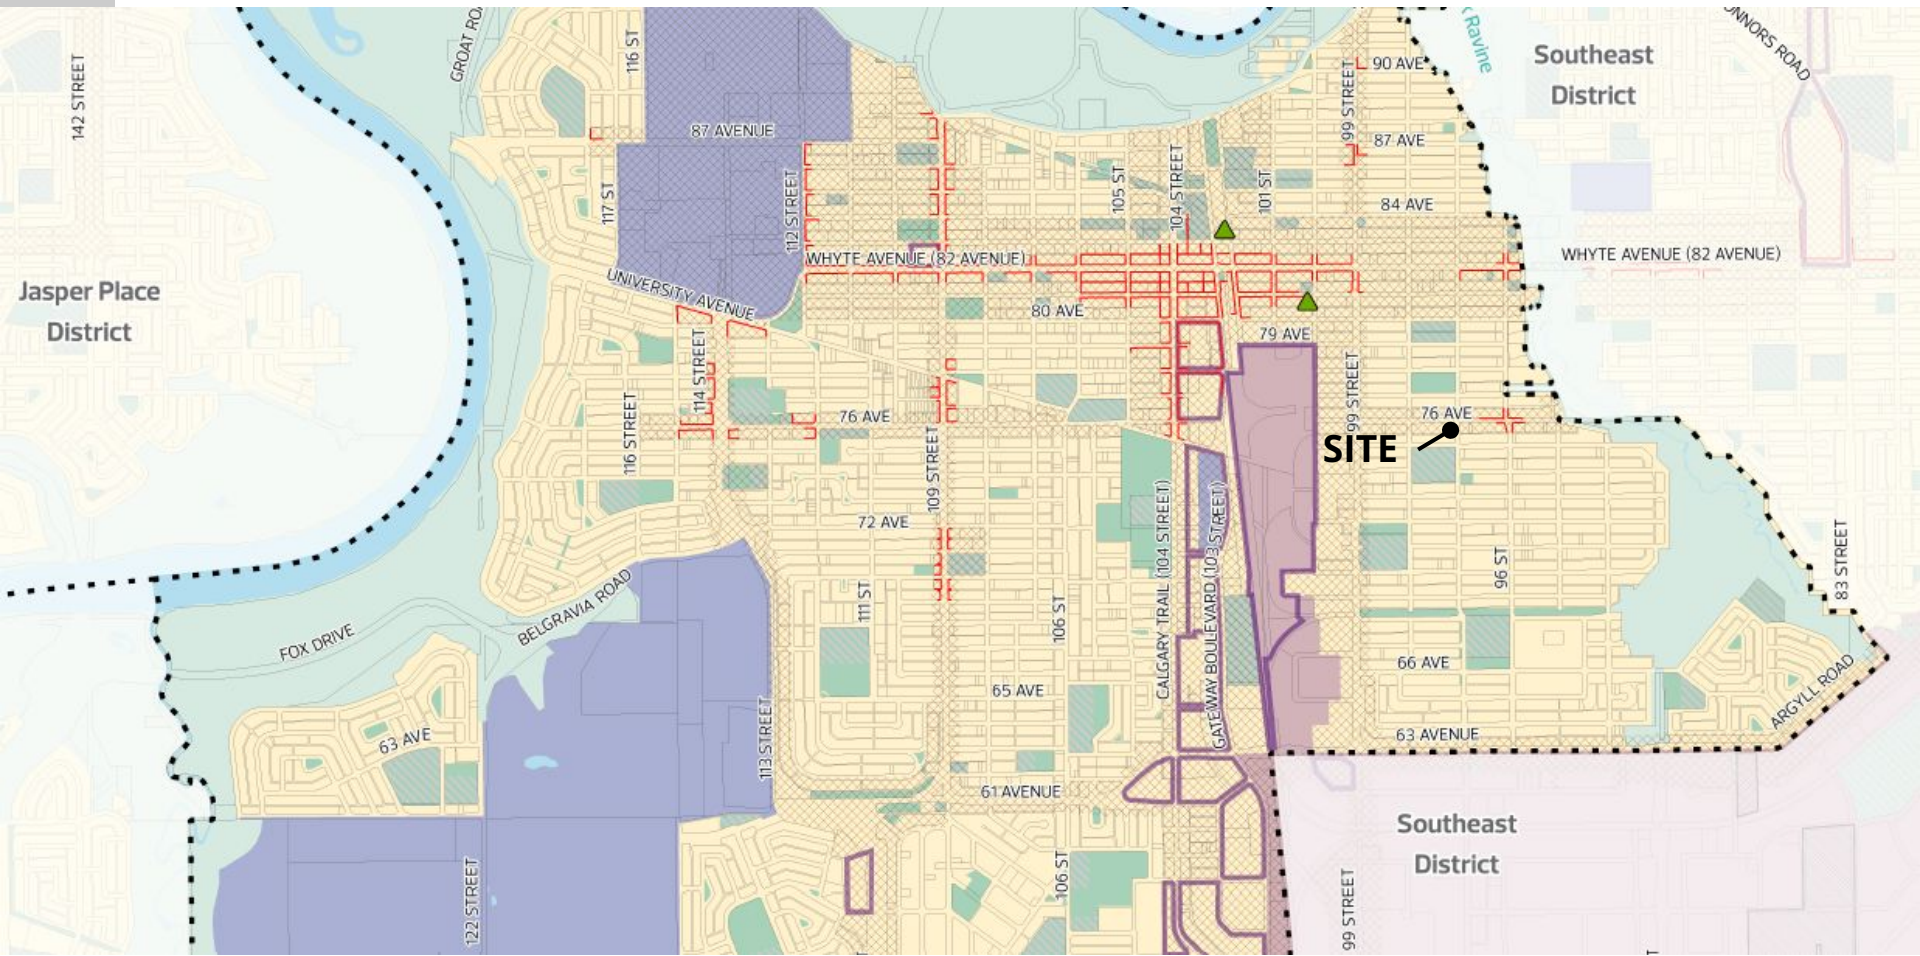 116 ST
GROAT RO
142 STREET
ONNORS ROAD
Ravine
Southeast
District
90 AVE
99 STREET
87 AVENUE
87 AVE
117 ST
112 STREET
105 ST
104 STREET
101 ST
84 AVE
WHYTE AVENUE (82 AVENUE)
WHYTE AVENUE (82 AVENUE)
UNIVERSITY AVENUE
Jasper Place
District
80 AVE
79 AVE
114 STREET
99 STREET
116 STREET
76 AVE
76 AVE
SITE
109 STREET
72 AVE
CALGARY TRAIL (104 STREET)
GATEWAY BOULEVARD (103 STREET)
96 ST
83 STREET
BELGRAVIA ROAD
FOX DRIVE
111 ST
106 ST
66 AVE
65 AVE
ARGYLL ROAD
63 AVE
113 STREET
63 AVENUE
61 AVENUE
Southeast
District
122 STREET
106 ST
99 STREET